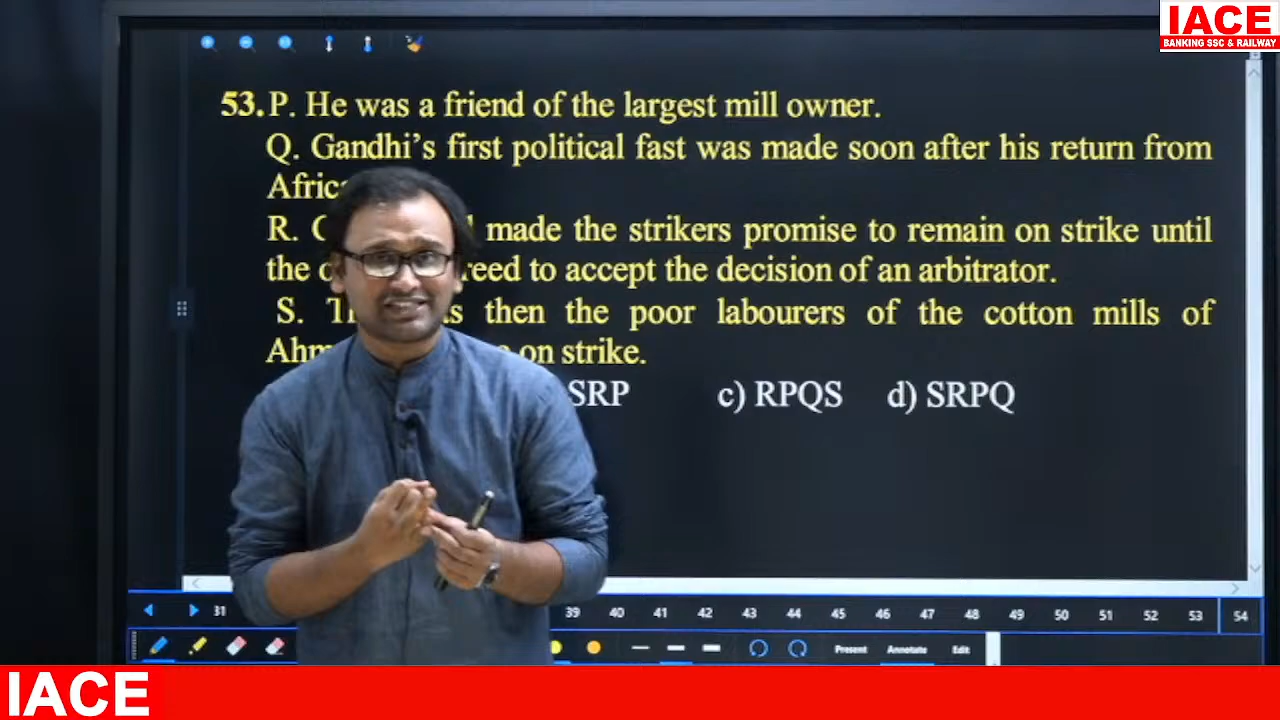 IACE
BANKING SSC & RAILWAY
53. P. He was a friend of the largest mill owner.
Q. Gandhi's first political fast was made soon after his return from
R. made the strikers promise to remain on strike until
the to accept the decision of an arbitrator.
S. then the poor labourers of the cotton mills of
on strike.
SRP c) RPQS d) SRPQ
31 39 40 41 42 43 44 45 46 47 48 49 50 51 52 53 54
Present Annotate Edit
IACE